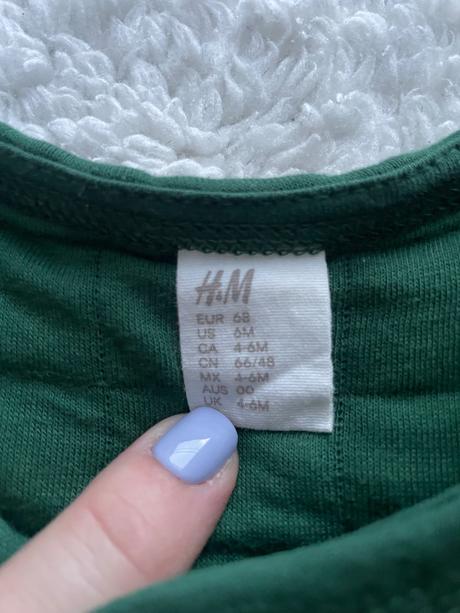 H&M
EUR 68
US 6M
CA 4-6M
CN 66/48
MX 4-6M
AUS 00
UK 4-6M